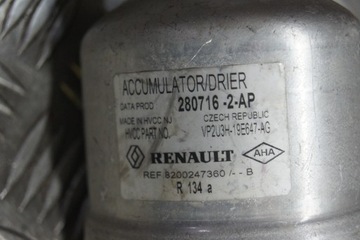 ACCUMULATOR/DRIER
DATA PROD 280716 -2-AP
MADE IN HVCC NJ CZECH REPUBLIC
HVCC PART NO. VP2U3H-19E647-AG
RENAULT AHA
REF 8200247360 /-- B
R 134 a